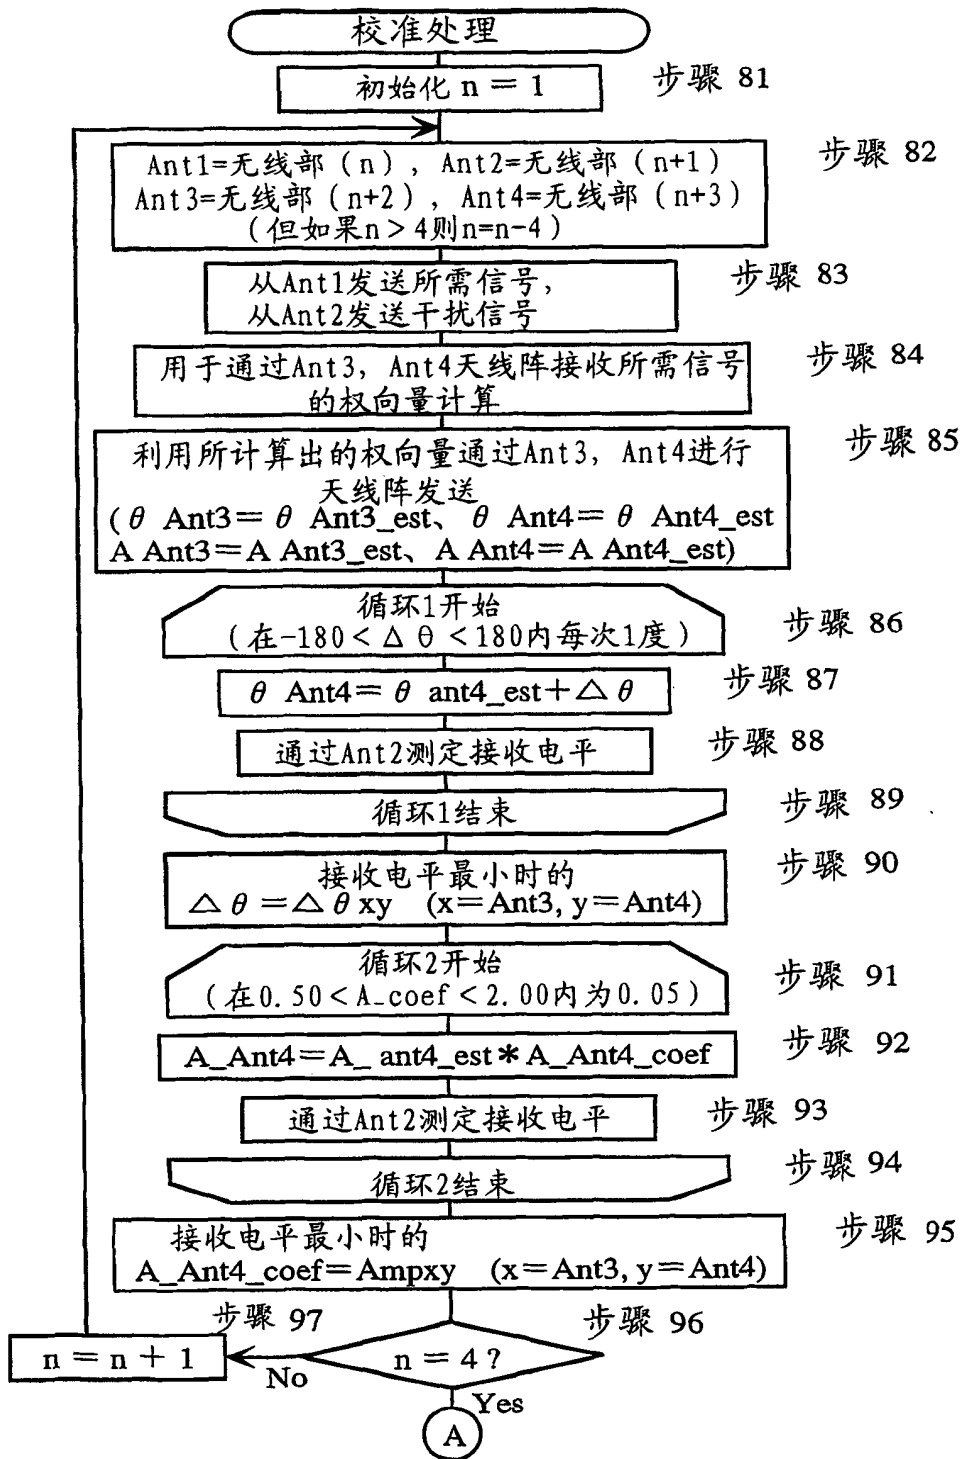 校准处理
初始化 n = 1
步骤 81
Ant1=无线部（n），Ant2=无线部（n+1）
Ant3=无线部（n+2），Ant4=无线部（n+3）
（但如果n>4则n=n-4）
步骤 82
从Ant1发送所需信号，
从Ant2发送干扰信号
步骤 83
用于通过Ant3, Ant4天线阵接收所需信号
的权向量计算
步骤 84
利用所计算出的权向量通过Ant3, Ant4进行
天线阵发送
(θ Ant3=θ Ant3_est、θ Ant4=θ Ant4_est
A Ant3=A Ant3_est、A Ant4=A Ant4_est)
步骤 85
循环1开始
（在-180<△θ<180内每次1度）
步骤 86
θ Ant4=θ ant4_est+△θ
步骤 87
通过Ant2测定接收电平
步骤 88
循环1结束
步骤 89
接收电平最小时的
△θ=△θxy (x=Ant3, y=Ant4)
步骤 90
循环2开始
（在0.50<A_coef<2.00内为0.05）
步骤 91
A_Ant4=A_ ant4_est*A_Ant4_coef
步骤 92
通过Ant2测定接收电平
步骤 93
循环2结束
步骤 94
接收电平最小时的
A_Ant4_coef=Ampxy (x=Ant3, y=Ant4)
步骤 95
步骤 97
步骤 96
n = n + 1
n = 4?
No
Yes
A